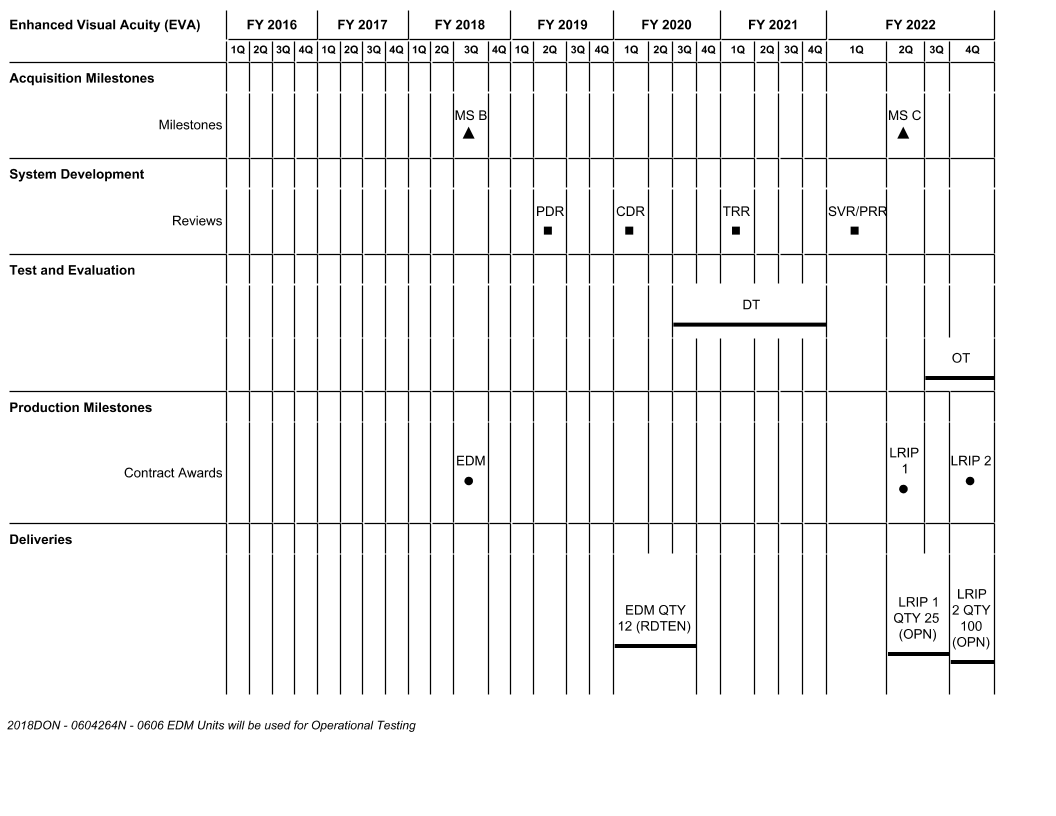 Enhanced Visual Acuity (EVA) FY 2016 FY 2017 FY 2018 FY 2019 FY 2020 FY 2021 FY 2022
1Q 2Q 3Q 4Q 1Q 2Q 3Q 4Q 1Q 2Q 3Q 4Q 1Q 2Q 3Q 4Q 1Q 2Q 3Q 4Q 1Q 2Q 3Q 4Q 1Q 2Q 3Q 4Q
Acquisition Milestones
MS B MS C
Milestones
System Development
PDR CDR TRR SVR/PRR
Reviews
Test and Evaluation
DT
OT
Production Milestones
Contract Awards
EDM
LRIP
1
LRIP 2
Deliveries
EDM QTY
12 (RDTEN)
LRIP 1
QTY 25
(OPN)
LRIP
2 QTY
100
(OPN)
2018DON - 0604264N - 0606 EDM Units will be used for Operational Testing